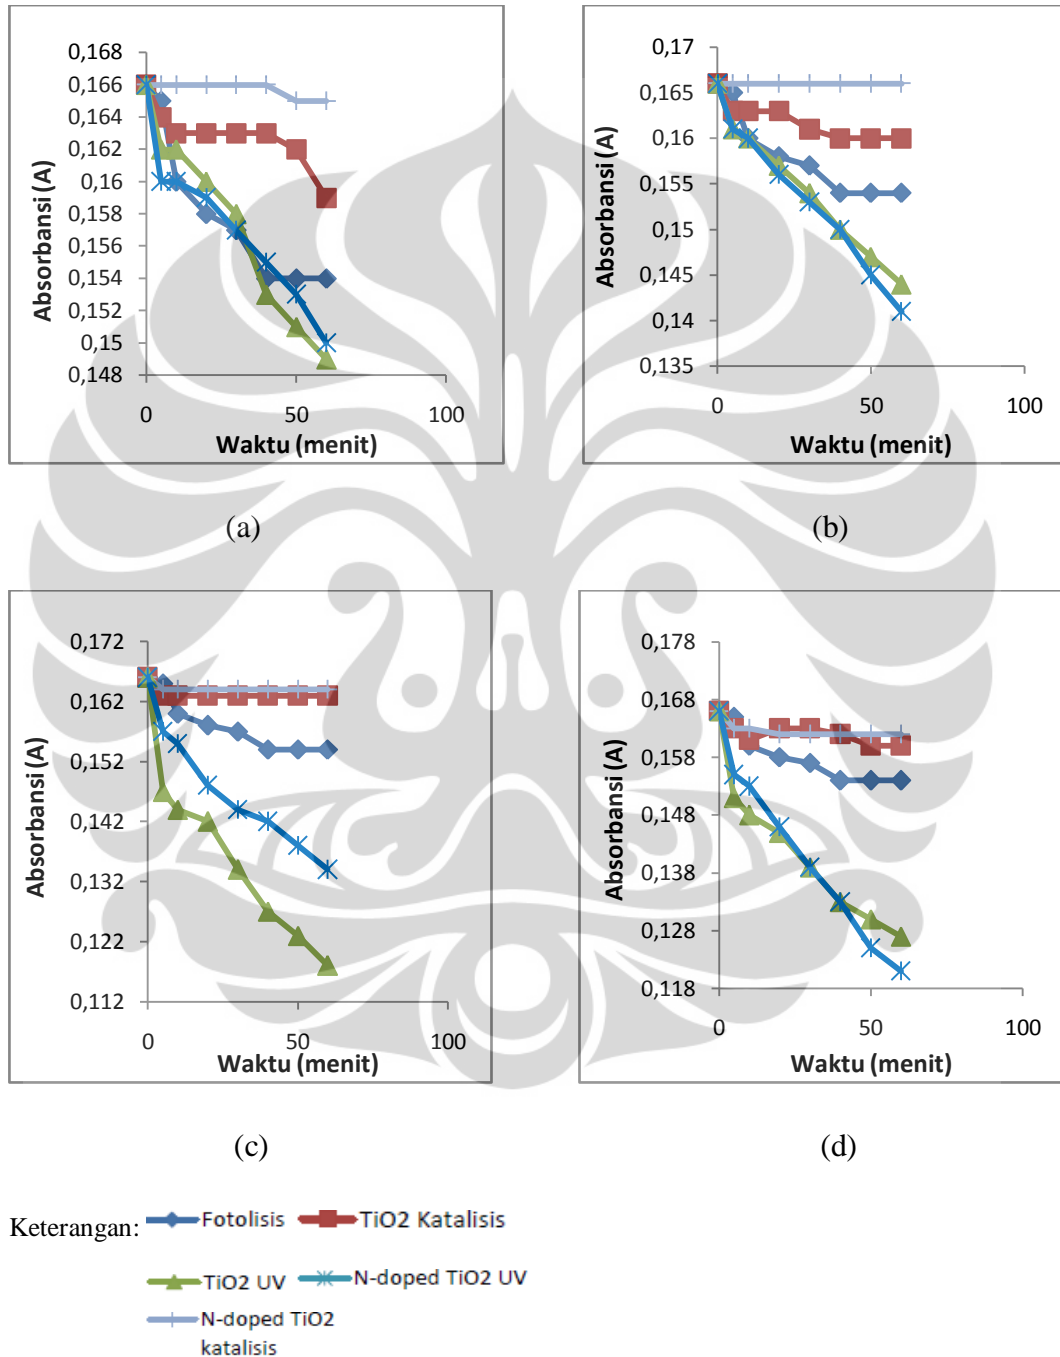 0,168
0,166
0,164
0,162
0,16
0,158
0,156
0,154
0,152
0,15
0,148
0 50 100
Absorbansi (A)
Waktu (menit)
(a)
0,17
0,165
0,16
0,155
0,15
0,145
0,14
0,135
0 50 100
Absorbansi (A)
Waktu (menit)
(b)
0,172
0,162
0,152
0,142
0,132
0,122
0,112
0 50 100
Absorbansi (A)
Waktu (menit)
(c)
0,178
0,168
0,158
0,148
0,138
0,128
0,118
0 50 100
Absorbansi (A)
Waktu (menit)
(d)
Keterangan: Fotolisis TiO2 Katalisis
TiO2 UV N-doped TiO2 UV
N-doped TiO2
katalisis